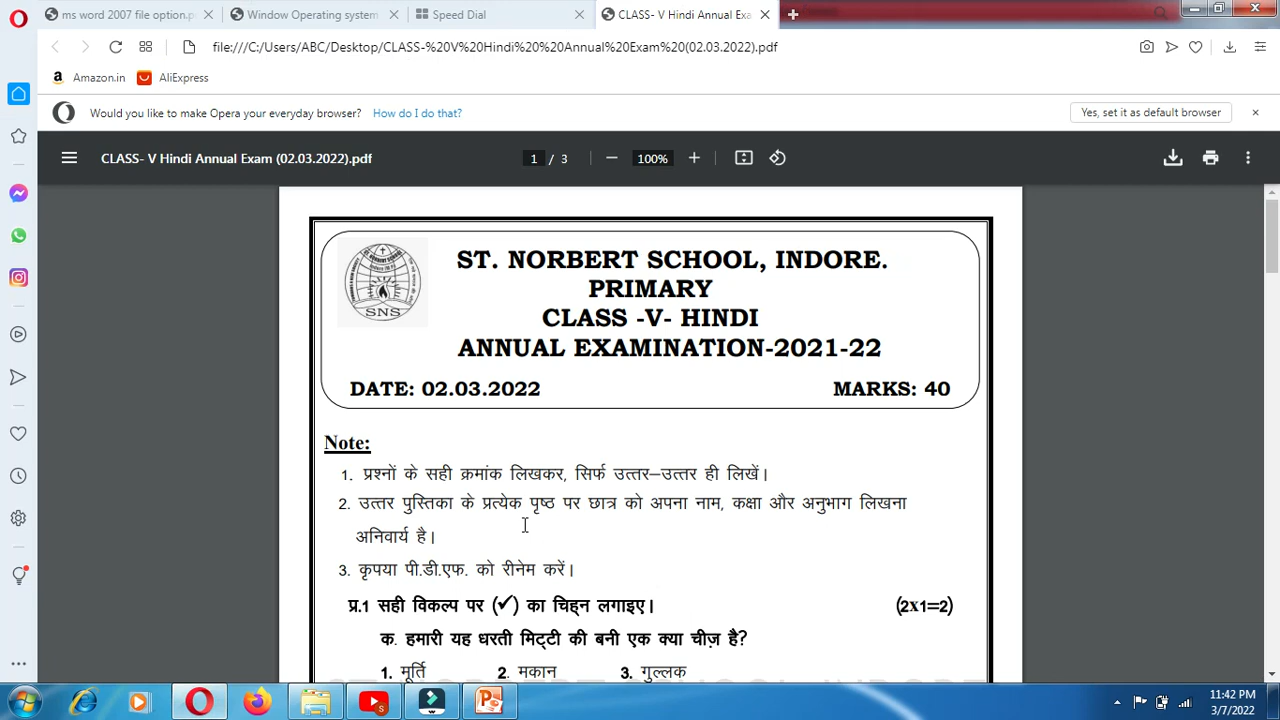 ms word 2007 file option.p
Window Operating system
Speed Dial
CLASS- V Hindi Annual Exa
file:///C:/Users/ABC/Desktop/CLASS-%20V%20Hindi%20%20Annual%20Exam%20(02.03.2022).pdf
Amazon.in
AliExpress
Would you like to make Opera your everyday browser? How do I do that?
Yes, set it as default browser
CLASS- V Hindi Annual Exam (02.03.2022).pdf
1 / 3
100%
ST. NORBERT SCHOOL, INDORE.
PRIMARY
CLASS -V- HINDI
ANNUAL EXAMINATION-2021-22
SNS
DATE: 02.03.2022 MARKS: 40
Note:
1. प्रश्नों के सही क्रमांक लिखकर, सिर्फ उत्तर–उत्तर ही लिखें।
2. उत्तर पुस्तिका के प्रत्येक पृष्ठ पर छात्र को अपना नाम, कक्षा और अनुभाग लिखना
अनिवार्य है।
3. कृपया पी.डी.एफ. को रीनेम करें।
प्र.1 सही विकल्प पर (✓) का चिह्न लगाइए। (2x1=2)
क. हमारी यह धरती मिट्टी की बनी एक क्या चीज़ है?
1. मूर्ति 2. मकान 3. गुल्लक
11:42 PM
3/7/2022